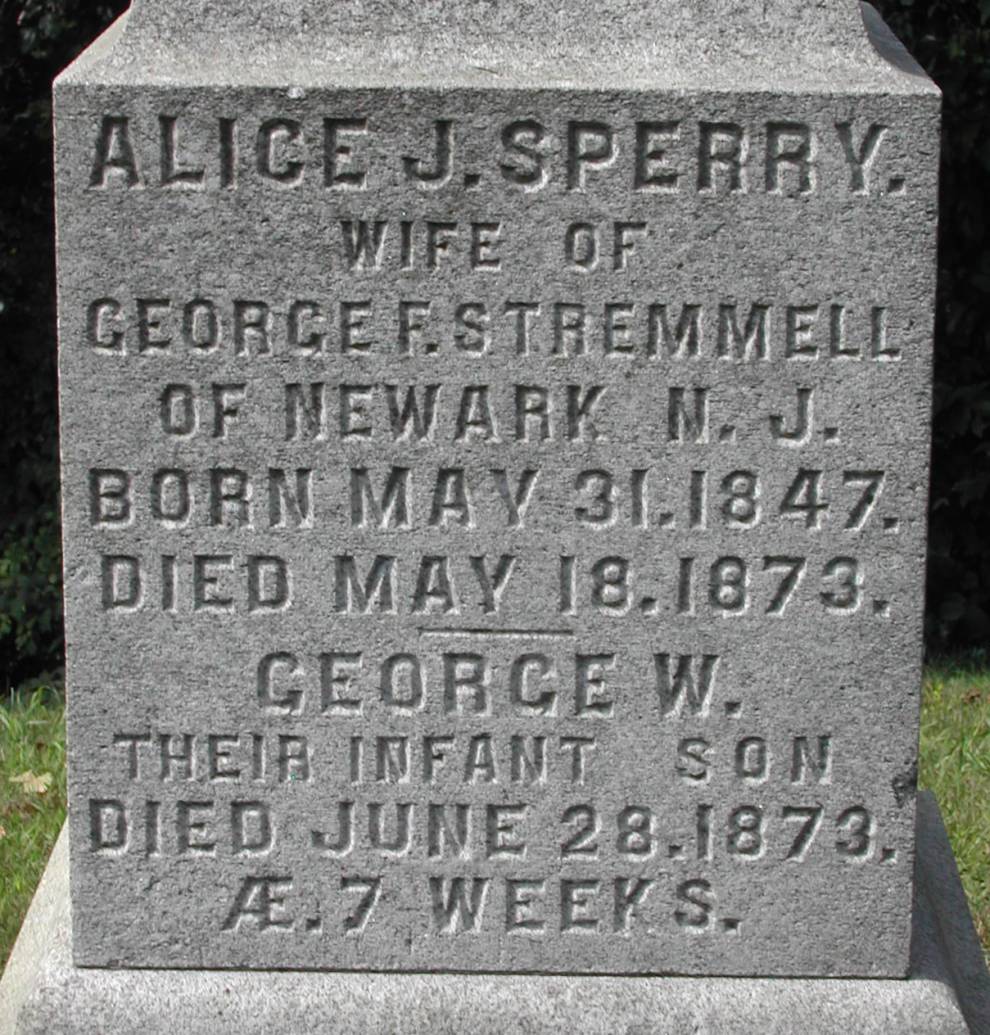 ALICE J. SPERRY.
WIFE OF
GEORGE F. STREMMELL
OF NEWARK N. J.
BORN MAY 31. 1847.
DIED MAY 18. 1873.
GEORGE W.
THEIR INFANT SON
DIED JUNE 28. 1873.
Æ. 7 WEEKS.